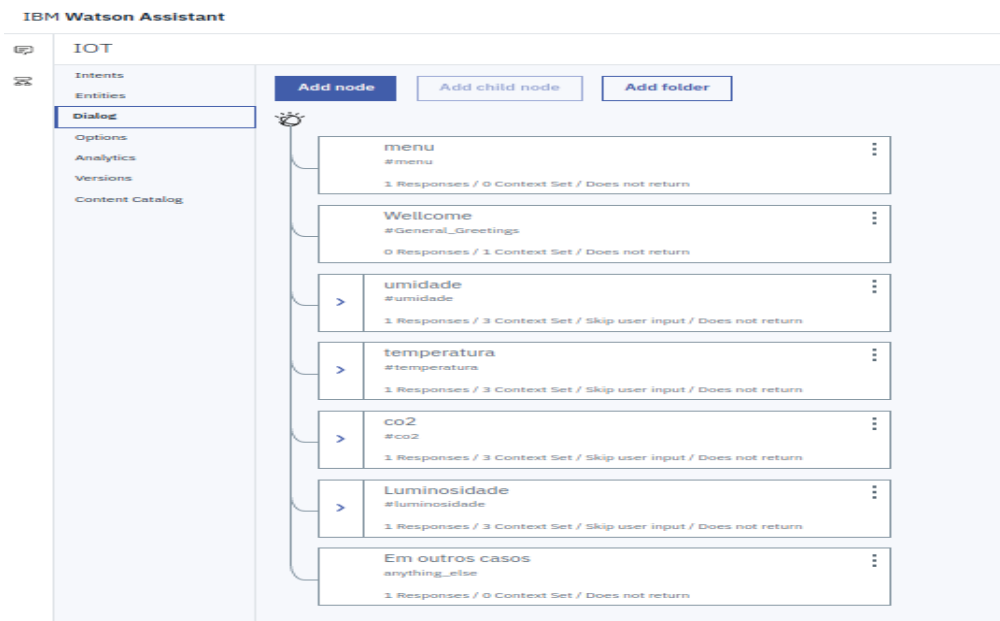 IBM Watson Assistant
IOT
Intents
Entities
Dialog
Options
Analytics
Versions
Content Catalog
Add node
Add child node
Add folder
menu
#menu
1 Responses / 0 Context Set / Does not return
Wellcome
#General_Greetings
0 Responses / 1 Context Set / Does not return
umidade
#umidade
1 Responses / 3 Context Set / Skip user input / Does not return
temperatura
#temperatura
1 Responses / 3 Context Set / Skip user input / Does not return
co2
#co2
1 Responses / 3 Context Set / Skip user input / Does not return
Luminosidade
#luminosidade
1 Responses / 3 Context Set / Skip user input / Does not return
Em outros casos
anything_else
1 Responses / 0 Context Set / Does not return